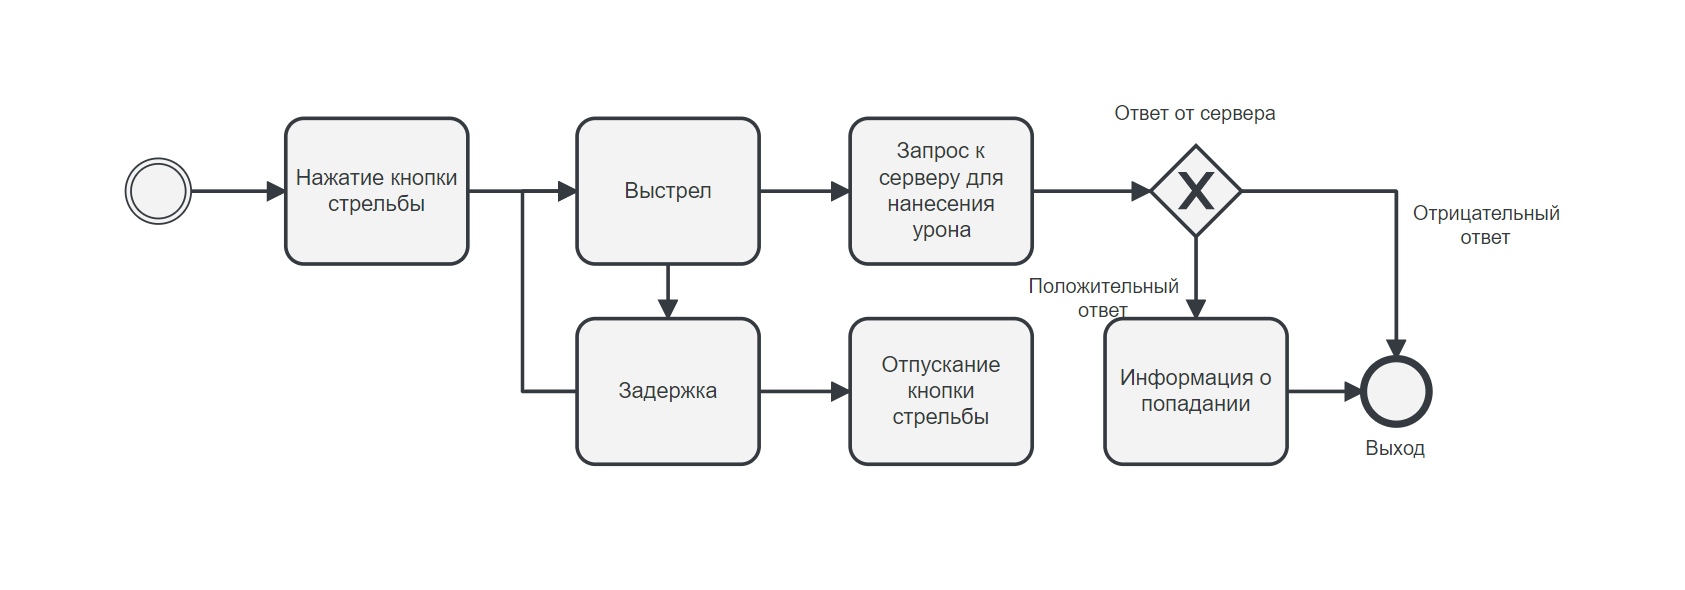 Нажатие кнопки
стрельбы
Выстрел
Запрос к
серверу для
нанесения
урона
Ответ от сервера
Отрицательный
ответ
Положительный
ответ
Задержка
Отпускание
кнопки
стрельбы
Информация о
попадании
Выход